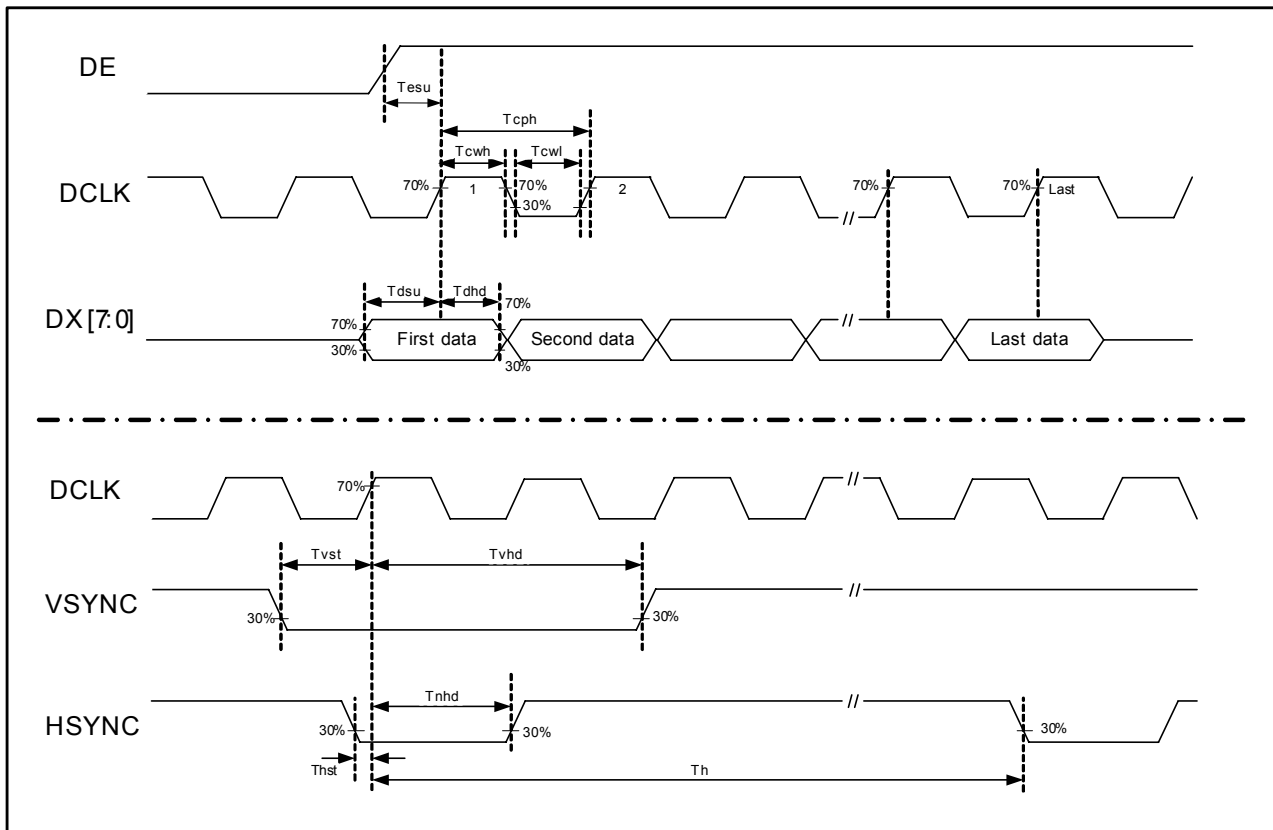 DE
Tesu
Tcph
Tcwh
Tcwl
DCLK
70%
1
70%
30%
2
70%
//
70%
Last
Tdsu
Tdhd
DX[7:0]
70%
30%
First data
70%
30%
Second data
//
Last data
DCLK
70%
//
Tvst
Tvhd
VSYNC
30%
30%
//
Tnhd
HSYNC
30%
30%
//
30%
Thst
Th